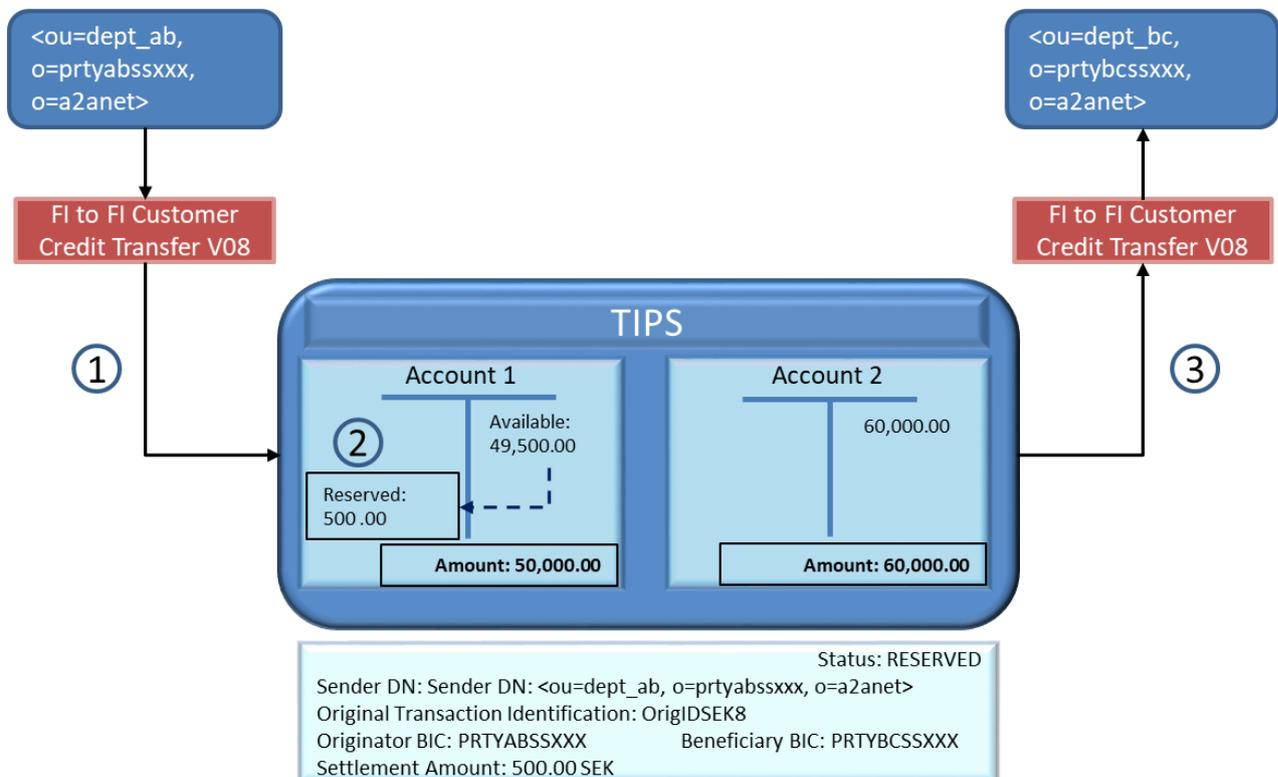 <ou=dept_ab,
o=prtyabssxxx,
o=a2anet>
<ou=dept_bc,
o=prtybcssxxx,
o=a2anet>
FI to FI Customer
Credit Transfer V08
FI to FI Customer
Credit Transfer V08
TIPS
1
3
Account 1
Available:
49,500.00
2
Reserved:
500 .00
Amount: 50,000.00
Account 2
60,000.00
Amount: 60,000.00
Status: RESERVED
Sender DN: Sender DN: <ou=dept_ab, o=prtyabssxxx, o=a2anet>
Original Transaction Identification: OrigIDSEK8
Originator BIC: PRTYABSSXXX Beneficiary BIC: PRTYBCSSXXX
Settlement Amount: 500.00 SEK